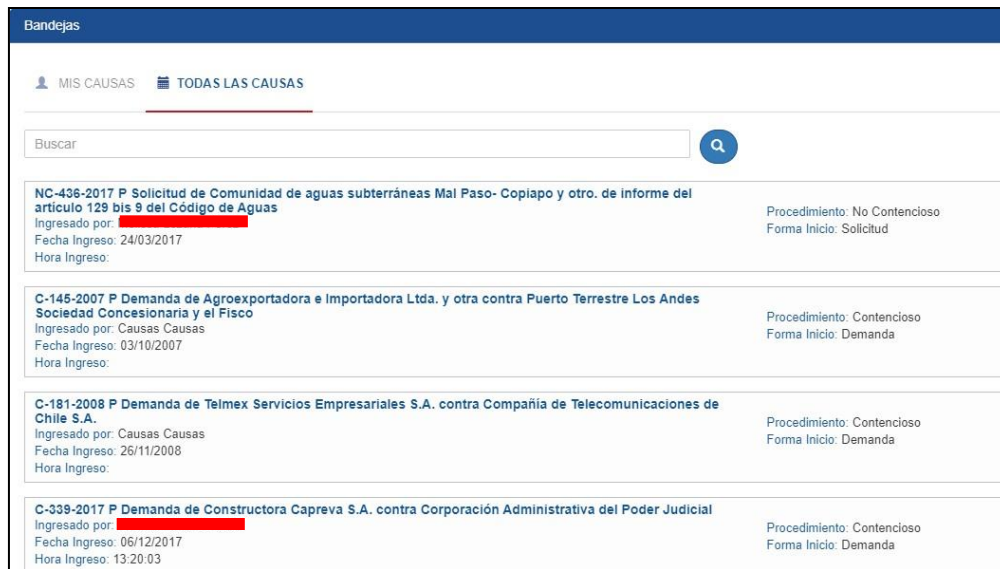 Bandejas
MIS CAUSAS TODAS LAS CAUSAS
Buscar
NC-436-2017 P Solicitud de Comunidad de aguas subterráneas Mal Paso- Copiapo y otro. de informe del
artículo 129 bis 9 del Código de Aguas
Ingresado por:
Fecha Ingreso: 24/03/2017
Hora Ingreso:
Procedimiento: No Contencioso
Forma Inicio: Solicitud
C-145-2007 P Demanda de Agroexportadora e Importadora Ltda. y otra contra Puerto Terrestre Los Andes
Sociedad Concesionaria y el Fisco
Ingresado por: Causas Causas
Fecha Ingreso: 03/10/2007
Hora Ingreso:
Procedimiento: Contencioso
Forma Inicio: Demanda
C-181-2008 P Demanda de Telmex Servicios Empresariales S.A. contra Compañía de Telecomunicaciones de
Chile S.A.
Ingresado por: Causas Causas
Fecha Ingreso: 26/11/2008
Hora Ingreso:
Procedimiento: Contencioso
Forma Inicio: Demanda
C-339-2017 P Demanda de Constructora Capreva S.A. contra Corporación Administrativa del Poder Judicial
Ingresado por:
Fecha Ingreso: 06/12/2017
Hora Ingreso: 13:20:03
Procedimiento: Contencioso
Forma Inicio: Demanda